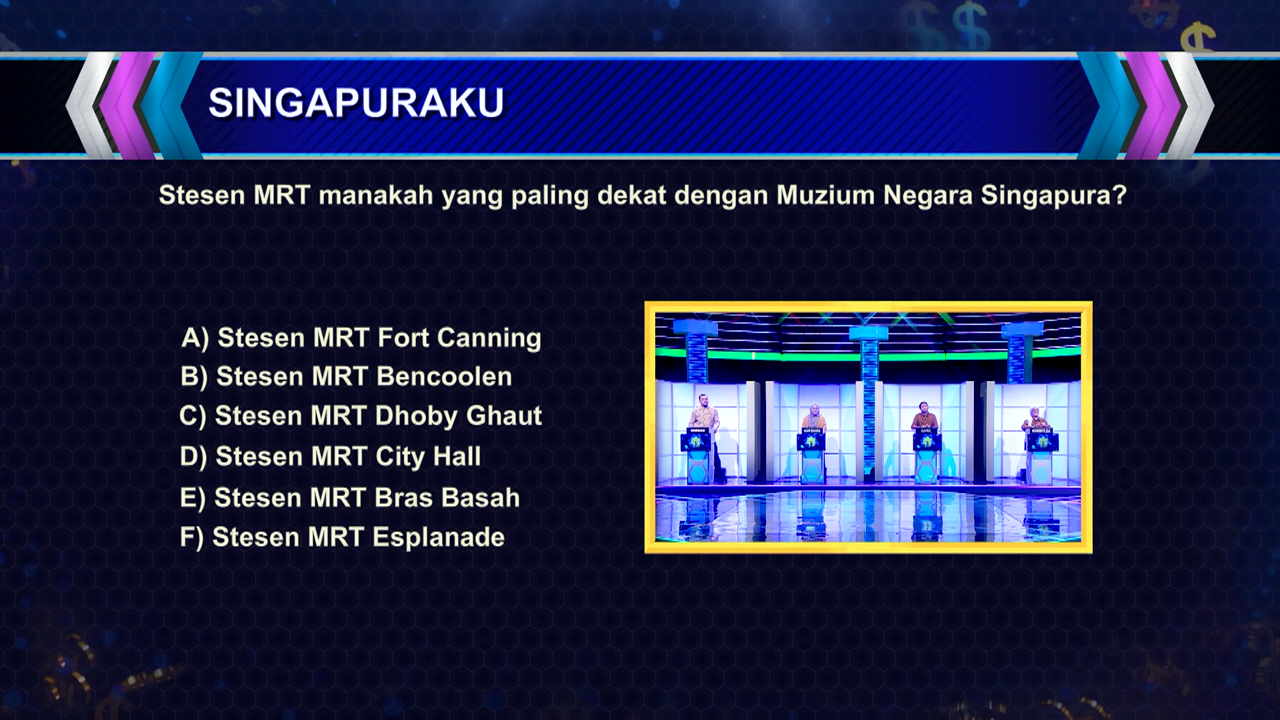 SINGAPURAKU
Stesen MRT manakah yang paling dekat dengan Muzium Negara Singapura?
A) Stesen MRT Fort Canning
B) Stesen MRT Bencoolen
C) Stesen MRT Dhoby Ghaut
D) Stesen MRT City Hall
E) Stesen MRT Bras Basah
F) Stesen MRT Esplanade